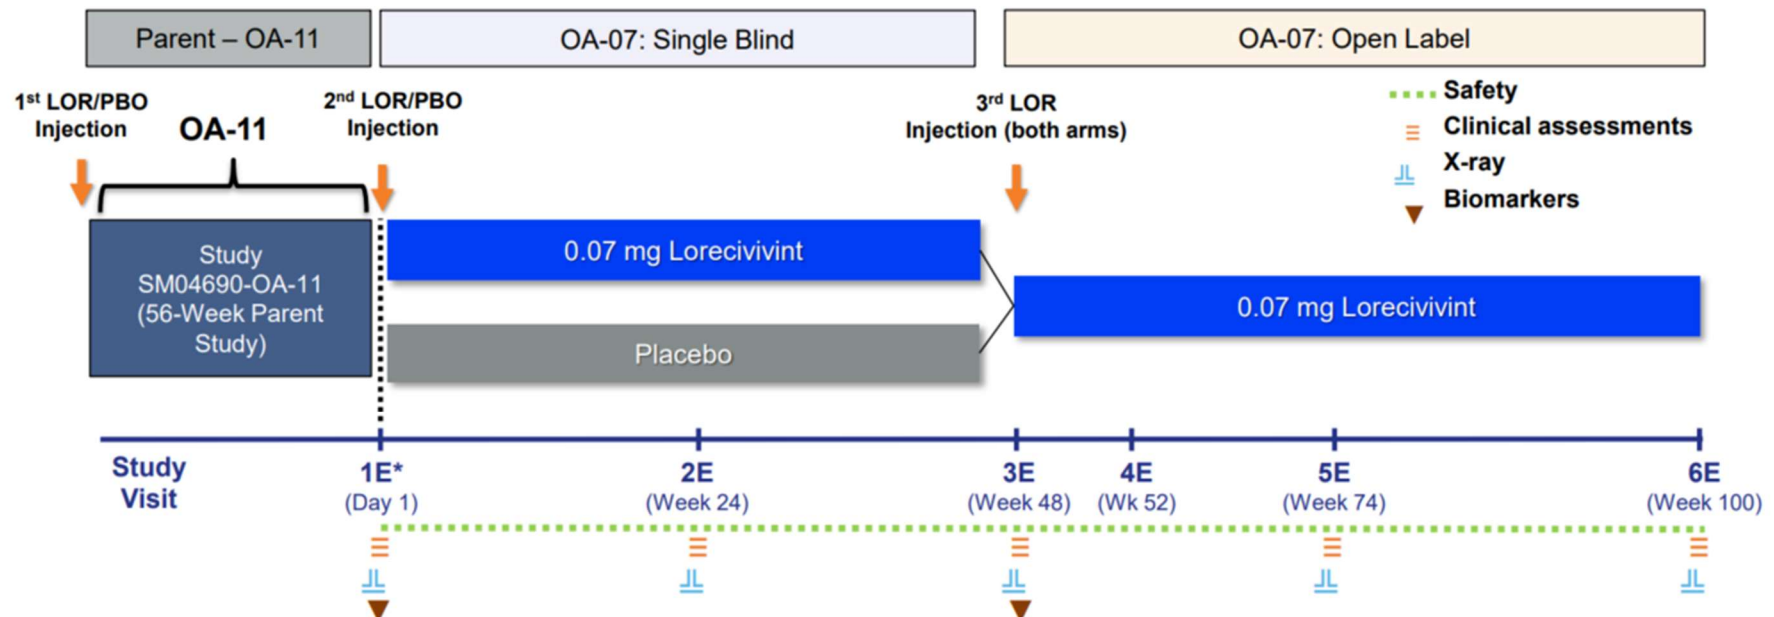 Parent – OA-11
OA-07: Single Blind
OA-07: Open Label
1st LOR/PBO
Injection
OA-11
2nd LOR/PBO
Injection
3rd LOR
Injection (both arms)
Safety
Clinical assessments
X-ray
Biomarkers
Study
SM04690-OA-11
(56-Week Parent
Study)
0.07 mg Lorecivivint
Placebo
0.07 mg Lorecivivint
Study
Visit
1E*
(Day 1)
2E
(Week 24)
3E
(Week 48)
4E
(Wk 52)
5E
(Week 74)
6E
(Week 100)